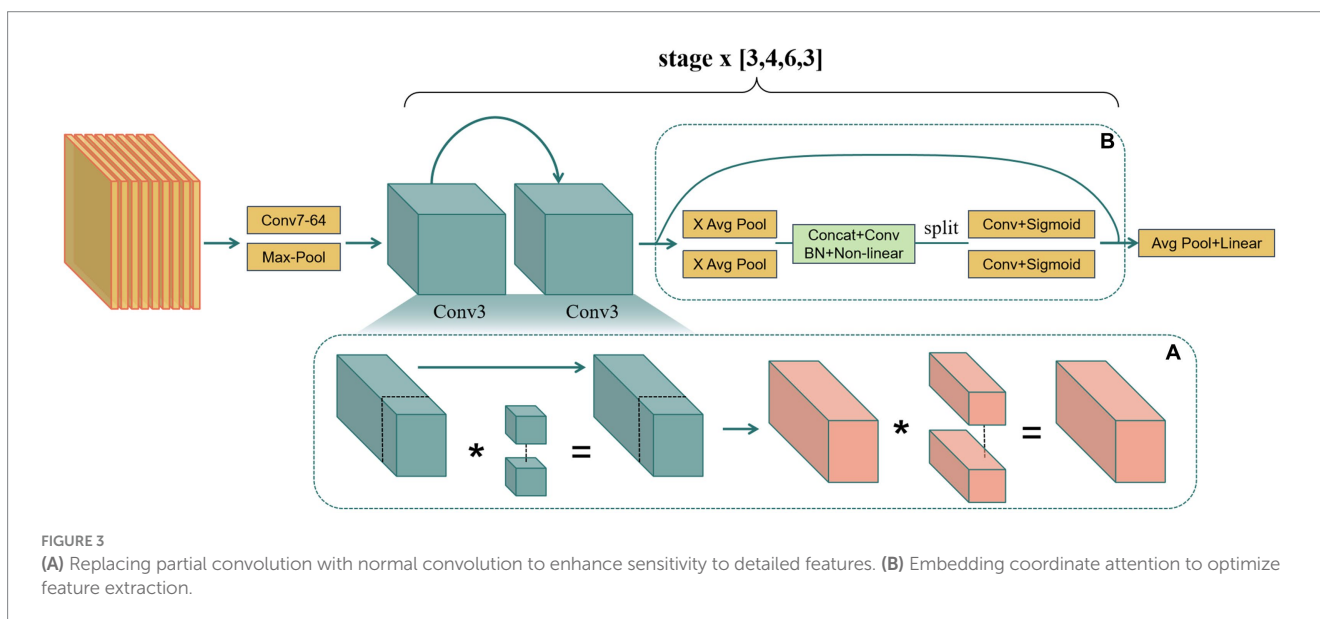 stage x [3,4,6,3]
B
Conv7-64
Max-Pool
Conv3
Conv3
X Avg Pool
X Avg Pool
Concat+Conv
BN+Non-linear
split
Conv+Sigmoid
Conv+Sigmoid
Avg Pool+Linear
A
*
=
*
=
FIGURE 3
(A) Replacing partial convolution with normal convolution to enhance sensitivity to detailed features. (B) Embedding coordinate attention to optimize
feature extraction.